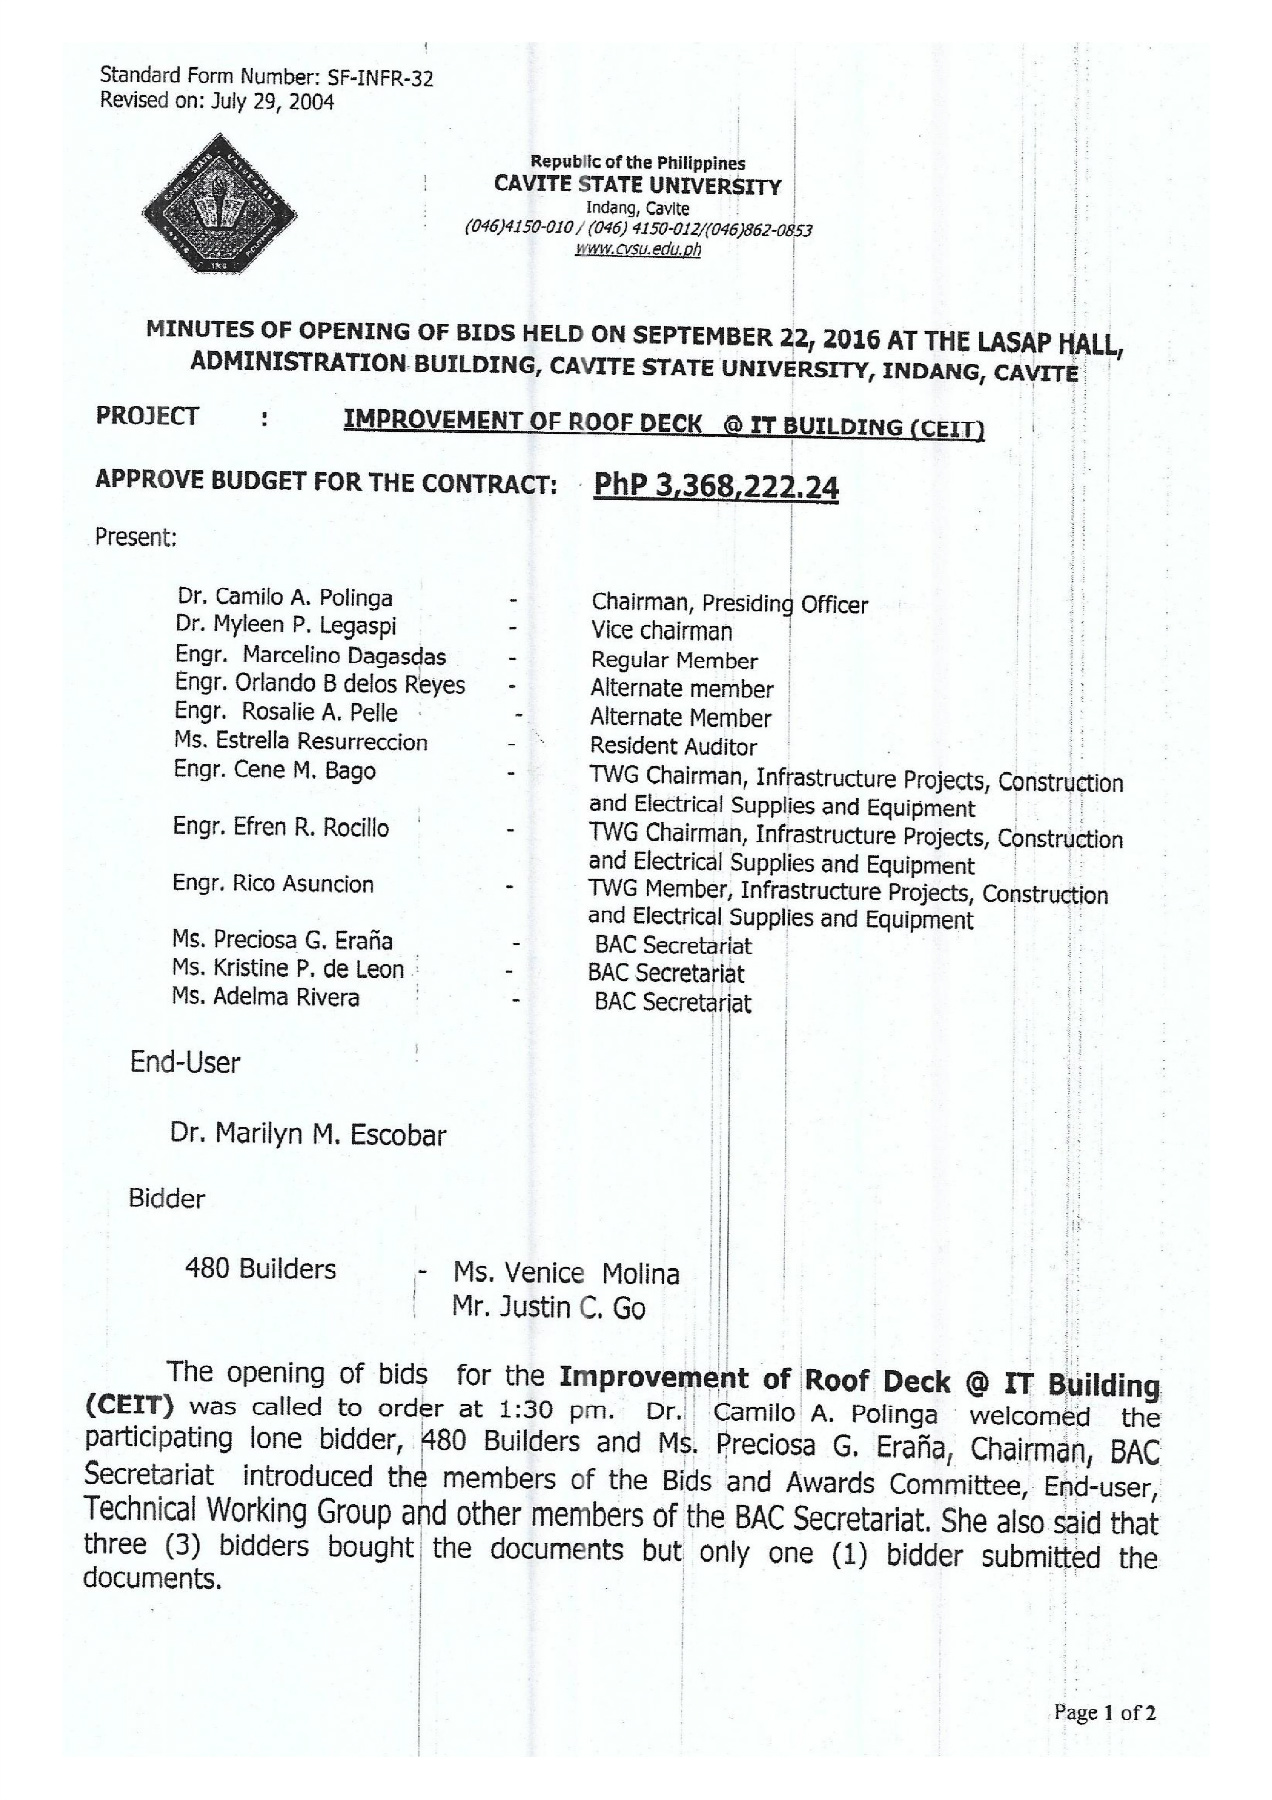 Standard Form Number: SF-INFR-32
Revised on: July 29, 2004
Republic of the Philippines
CAVITE STATE UNIVERSITY
Indang, Cavite
(046)4150-010 / (046) 4150-012/(046)862-0853
www.cvsu.edu.ph
MINUTES OF OPENING OF BIDS HELD ON SEPTEMBER 22, 2016 AT THE LASAP HALL,
ADMINISTRATION BUILDING, CAVITE STATE UNIVERSITY, INDANG, CAVITE
PROJECT : IMPROVEMENT OF ROOF DECK @ IT BUILDING (CEIT)
APPROVE BUDGET FOR THE CONTRACT: PhP 3,368,222.24
Present:
Dr. Camilo A. Polinga - Chairman, Presiding Officer
Dr. Myleen P. Legaspi - Vice chairman
Engr. Marcelino Dagasdas - Regular Member
Engr. Orlando B delos Reyes - Alternate member
Engr. Rosalie A. Pelle - Alternate Member
Ms. Estrella Resurreccion - Resident Auditor
Engr. Cene M. Bago - TWG Chairman, Infrastructure Projects, Construction
and Electrical Supplies and Equipment
Engr. Efren R. Rocillo - TWG Chairman, Infrastructure Projects, Construction
and Electrical Supplies and Equipment
Engr. Rico Asuncion - TWG Member, Infrastructure Projects, Construction
and Electrical Supplies and Equipment
Ms. Preciosa G. Eraña - BAC Secretariat
Ms. Kristine P. de Leon - BAC Secretariat
Ms. Adelma Rivera - BAC Secretariat
End-User
Dr. Marilyn M. Escobar
Bidder
480 Builders - Ms. Venice Molina
Mr. Justin C. Go
The opening of bids for the Improvement of Roof Deck @ IT Building
(CEIT) was called to order at 1:30 pm. Dr. Camilo A. Polinga welcomed the
participating lone bidder, 480 Builders and Ms. Preciosa G. Eraña, Chairman, BAC
Secretariat introduced the members of the Bids and Awards Committee, End-user,
Technical Working Group and other members of the BAC Secretariat. She also said that
three (3) bidders bought the documents but only one (1) bidder submitted the
documents.
Page 1 of 2